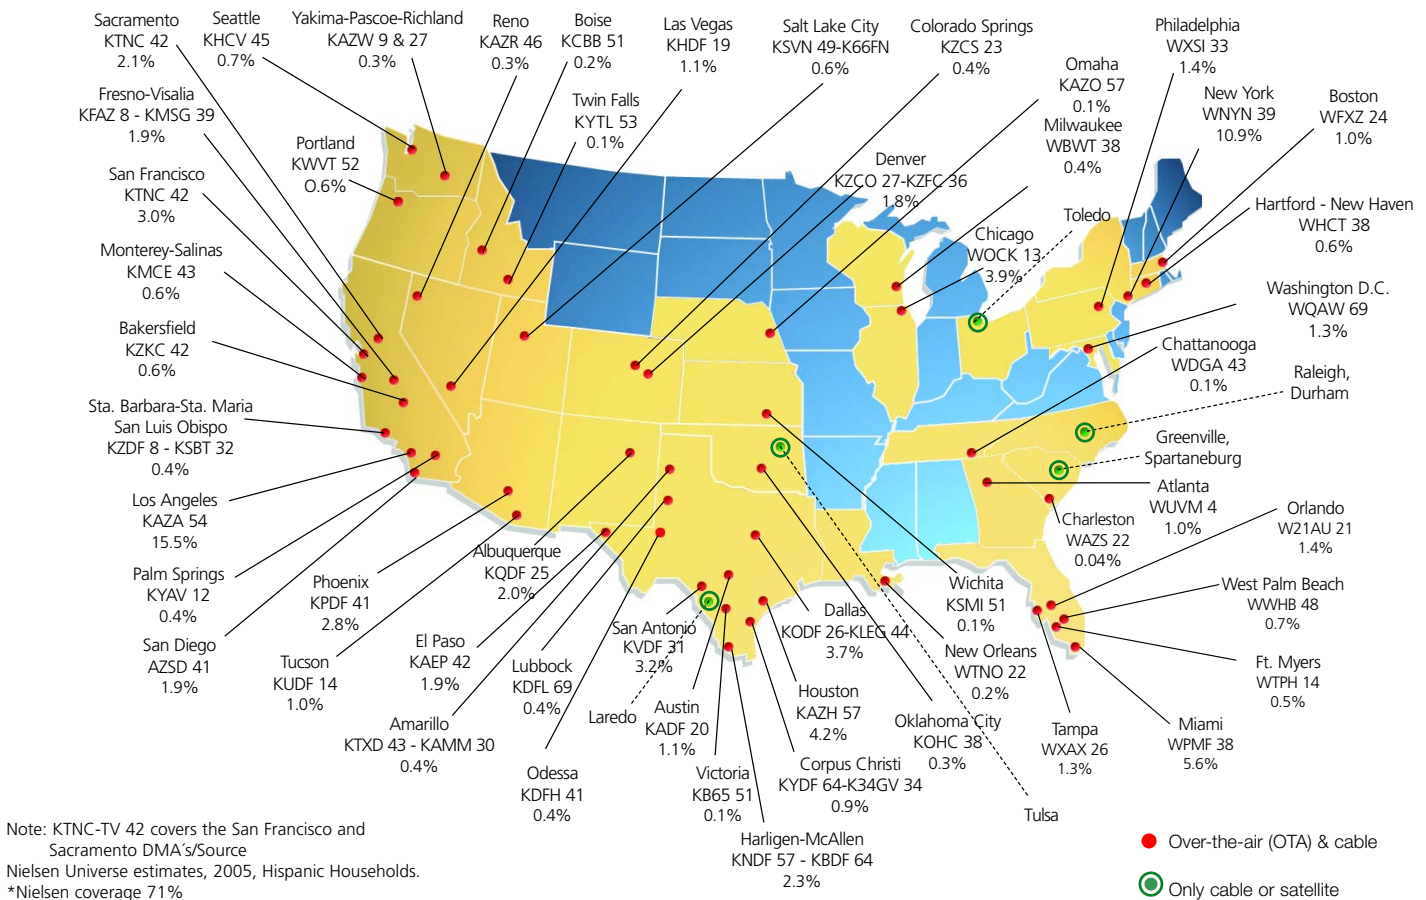 Sacramento
KTNC 42
2.1%
Seattle
KHCV 45
0.7%
Yakima-Pascoe-Richland
KAZW 9 & 27
0.3%
Reno
KAZR 46
0.3%
Boise
KCBB 51
0.2%
Las Vegas
KHDF 19
1.1%
Salt Lake City
KSVN 49-K66FN
0.6%
Colorado Springs
KZCS 23
0.4%
Philadelphia
WXSI 33
1.4%
Omaha
KAZO 57
0.1%
New York
WNYN 39
10.9%
Boston
WFXZ 24
1.0%
Fresno-Visalia
KFAZ 8 - KMSG 39
1.9%
Twin Falls
KYTL 53
0.1%
Milwaukee
WBWT 38
0.4%
Portland
KWVT 52
0.6%
Denver
KZCO 27-KZFC 36
1.8%
San Francisco
KTNC 42
3.0%
Toledo
Hartford - New Haven
WHCT 38
0.6%
Chicago
WOCK 13
3.9%
Monterey-Salinas
KMCE 43
0.6%
Washington D.C.
WQAW 69
1.3%
Bakersfield
KZKC 42
0.6%
Chattanooga
WDGA 43
0.1%
Raleigh,
Durham
Sta. Barbara-Sta. Maria
San Luis Obispo
KZDF 8 - KSBT 32
0.4%
Greenville,
Spartaneburg
Los Angeles
KAZA 54
15.5%
Atlanta
WUVM 4
1.0%
Orlando
W21AU 21
1.4%
Charleston
WAZS 22
0.04%
Palm Springs
KYAV 12
0.4%
Phoenix
KPDF 41
2.8%
Albuquerque
KQDF 25
2.0%
Wichita
KSMI 51
0.1%
West Palm Beach
WWHB 48
0.7%
San Diego
AZSD 41
1.9%
Tucson
KUDF 14
1.0%
El Paso
KAEP 42
1.9%
Lubbock
KDFL 69
0.4%
San Antonio
KVDF 31
3.2%
Dallas
KODF 26-KLEG 44
3.7%
New Orleans
WTNO 22
0.2%
Ft. Myers
WTPH 14
0.5%
Laredo
Austin
KADF 20
1.1%
Houston
KAZH 57
4.2%
Oklahoma City
KOHC 38
0.3%
Tampa
WXAX 26
1.3%
Miami
WPMF 38
5.6%
Amarillo
KTXD 43 - KAMM 30
0.4%
Odessa
KDFH 41
0.4%
Victoria
KB65 51
0.1%
Corpus Christi
KYDF 64-K34GV 34
0.9%
Tulsa
Harligen-McAllen
KNDF 57 - KBDF 64
2.3%
Note: KTNC-TV 42 covers the San Francisco and
Sacramento DMA´s/Source
Nielsen Universe estimates, 2005, Hispanic Households.
*Nielsen coverage 71%
Over-the-air (OTA) & cable
Only cable or satellite